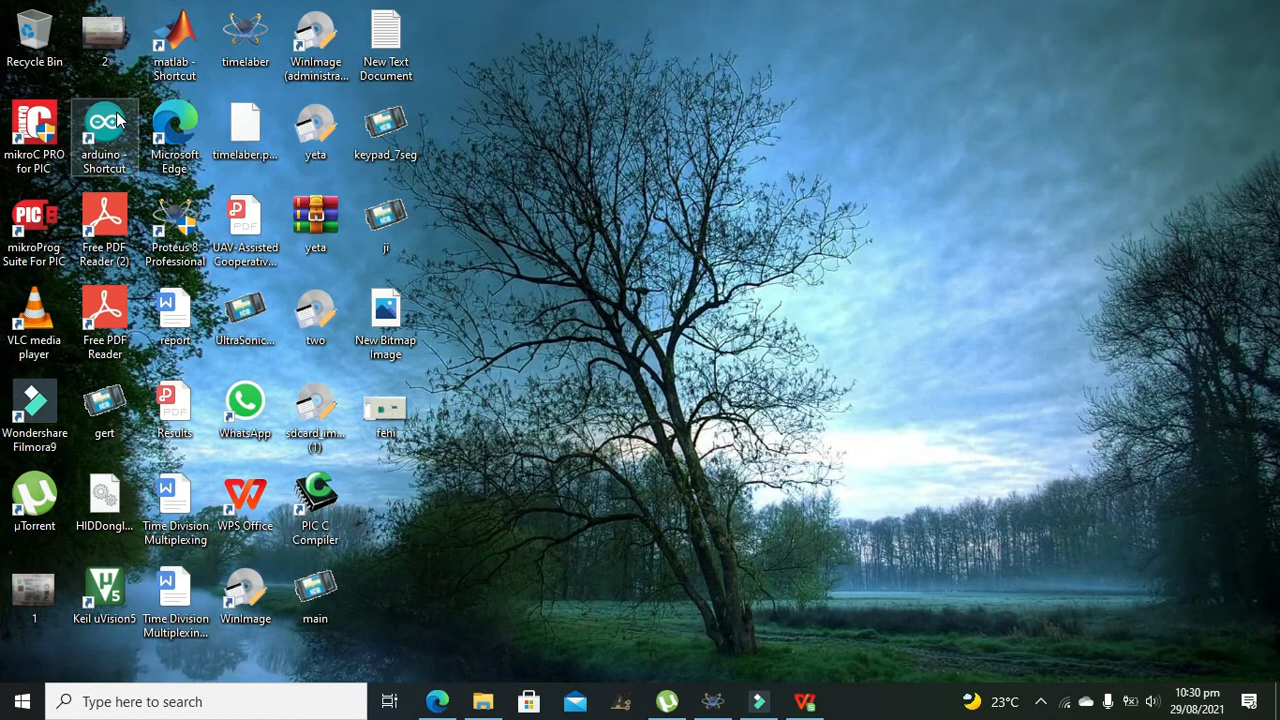 Recycle Bin
2
matlab -
Shortcut
timelaber
WinImage
(administra...
New Text
Document
mikroC PRO
for PIC
arduino -
Shortcut
Microsoft
Edge
timelaber.p...
yeta
keypad_7seg
mikroProg
Suite For PIC
Free PDF
Reader (2)
Proteus 8
Professional
UAV-Assisted
Cooperativ...
yeta
ji
VLC media
player
Free PDF
Reader
report
UltraSonic...
two
New Bitmap
Image
Wondershare
Filmora9
gert
Results
WhatsApp
sdcard_im...
(1)
fehi
µTorrent
HIDDongl...
Time Division
Multiplexing
WPS Office
PIC C
Compiler
1
Keil uVision5
Time Division
Multiplexin...
WinImage
main
Type here to search
23°C
10:30 pm
29/08/2021